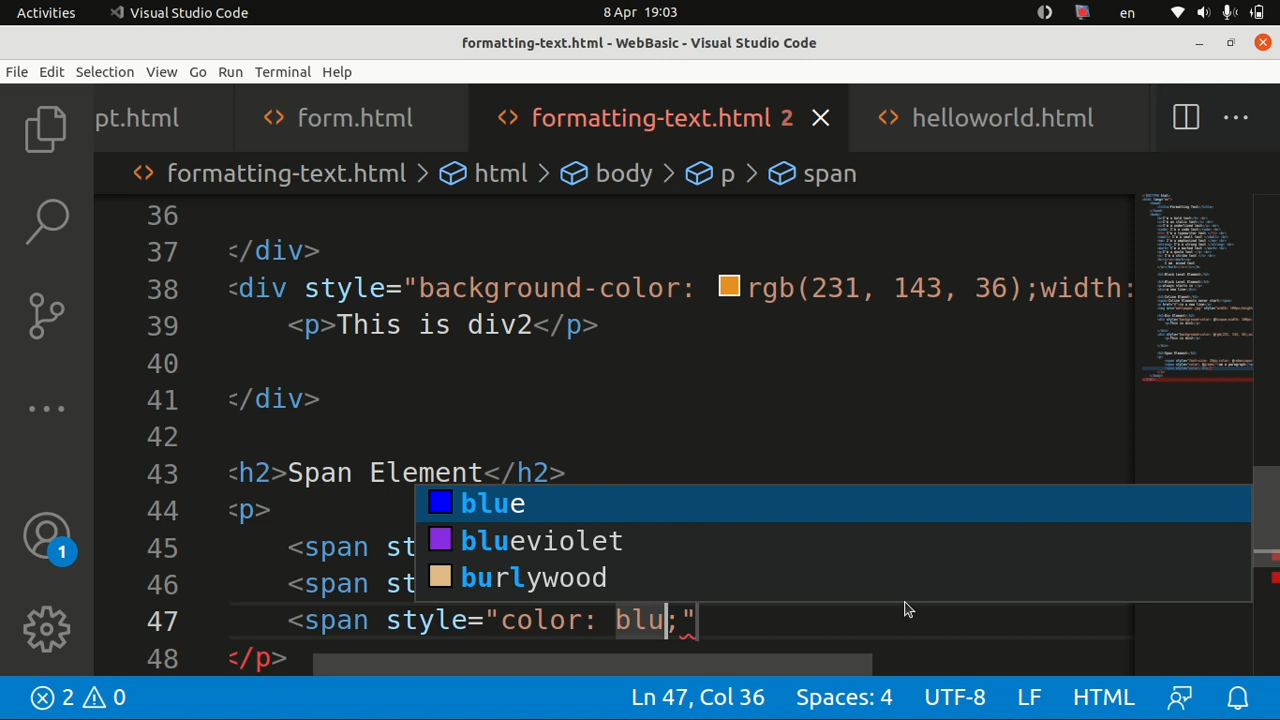 Activities Visual Studio Code 8 Apr 19:03 en
formatting-text.html - WebBasic - Visual Studio Code
File Edit Selection View Go Run Terminal Help
pt.html form.html formatting-text.html 2 helloworld.html
formatting-text.html > html > body > p > span
36
37 </div>
38 <div style="background-color: rgb(231, 143, 36);width:
39 <p>This is div2</p>
40
41 </div>
42
43 <h2>Span Element</h2>
44 <p>
blue
blueviolet
burlywood
45 <span st
46 <span st
47 <span style="color: blu;"
48 </p>
1
2 0 Ln 47, Col 36 Spaces: 4 UTF-8 LF HTML